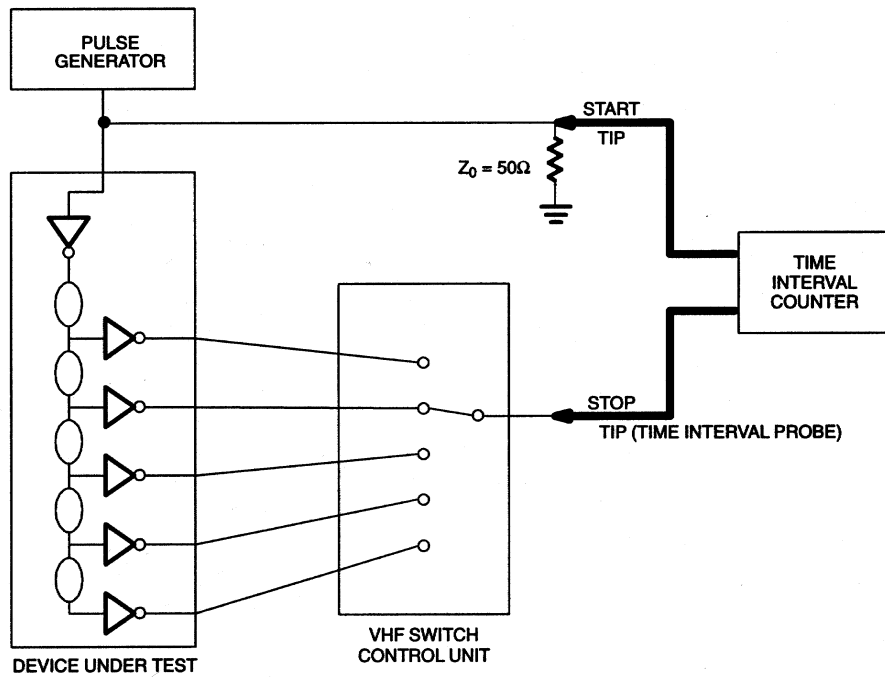 PULSE
GENERATOR
START
TIP
Z0 = 50Ω
TIME
INTERVAL
COUNTER
STOP
TIP (TIME INTERVAL PROBE)
VHF SWITCH
CONTROL UNIT
DEVICE UNDER TEST